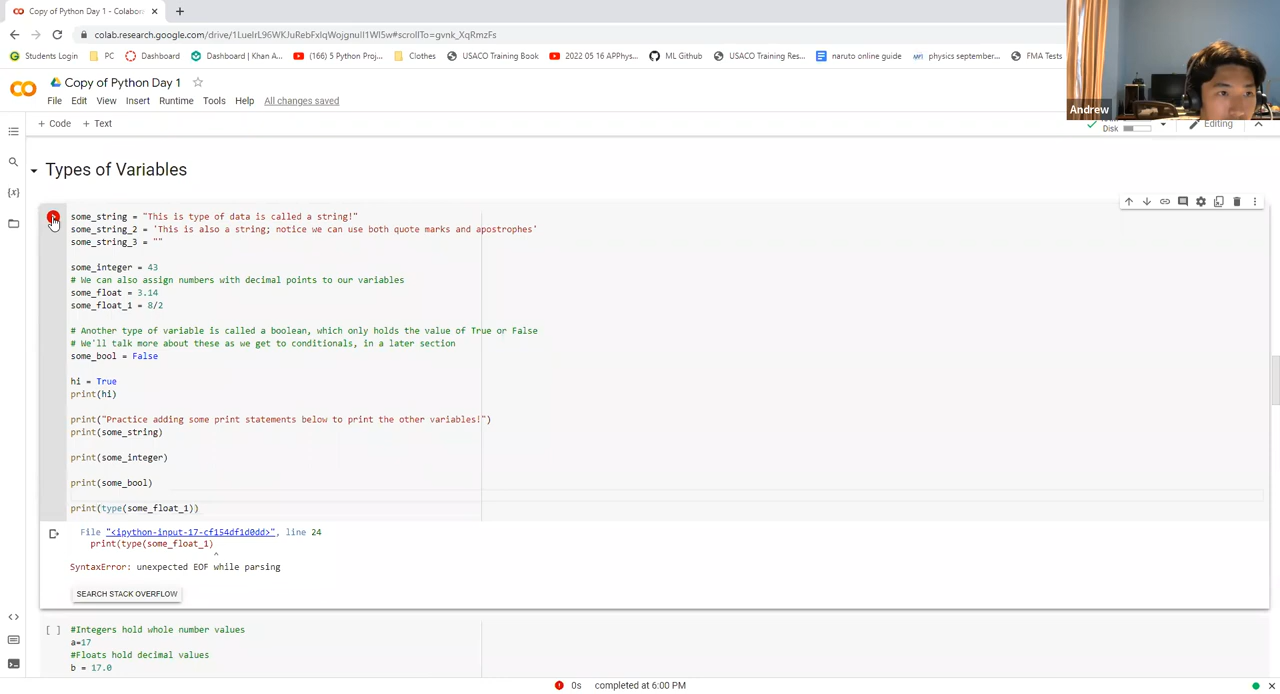 Copy of Python Day 1 - Colabora
colab.research.google.com/drive/
Students Login PC Dashboard Dashboard | Khan A... (166) 5 Python Proj... Clothes USACO Training Book 2022 05 16 APPhys... ML Github USACO Training Res... naruto online guide physics september... FMA Tests
Copy of Python Day 1
File Edit View Insert Runtime Tools Help All changes saved
Andrew
+ Code + Text
Disk
Editing
Types of Variables
some_string = "This is type of data is called a string!"
some_string_2 = 'This is also a string; notice we can use both quote marks and apostrophes'
some_string_3 = ""
some_integer = 43
# We can also assign numbers with decimal points to our variables
some_float = 3.14
some_float_1 = 8/2
# Another type of variable is called a boolean, which only holds the value of True or False
# We'll talk more about these as we get to conditionals, in a later section
some_bool = False
hi = True
print(hi)
print("Practice adding some print statements below to print the other variables!")
print(some_string)
print(some_integer)
print(some_bool)
print(type(some_float_1))
File "<ipython-input-17-cf154df1d0dd>", line 24
print(type(some_float_1)
^
SyntaxError: unexpected EOF while parsing
SEARCH STACK OVERFLOW
[ ] #Integers hold whole number values
a=17
#Floats hold decimal values
b = 17.0
0s completed at 6:00 PM